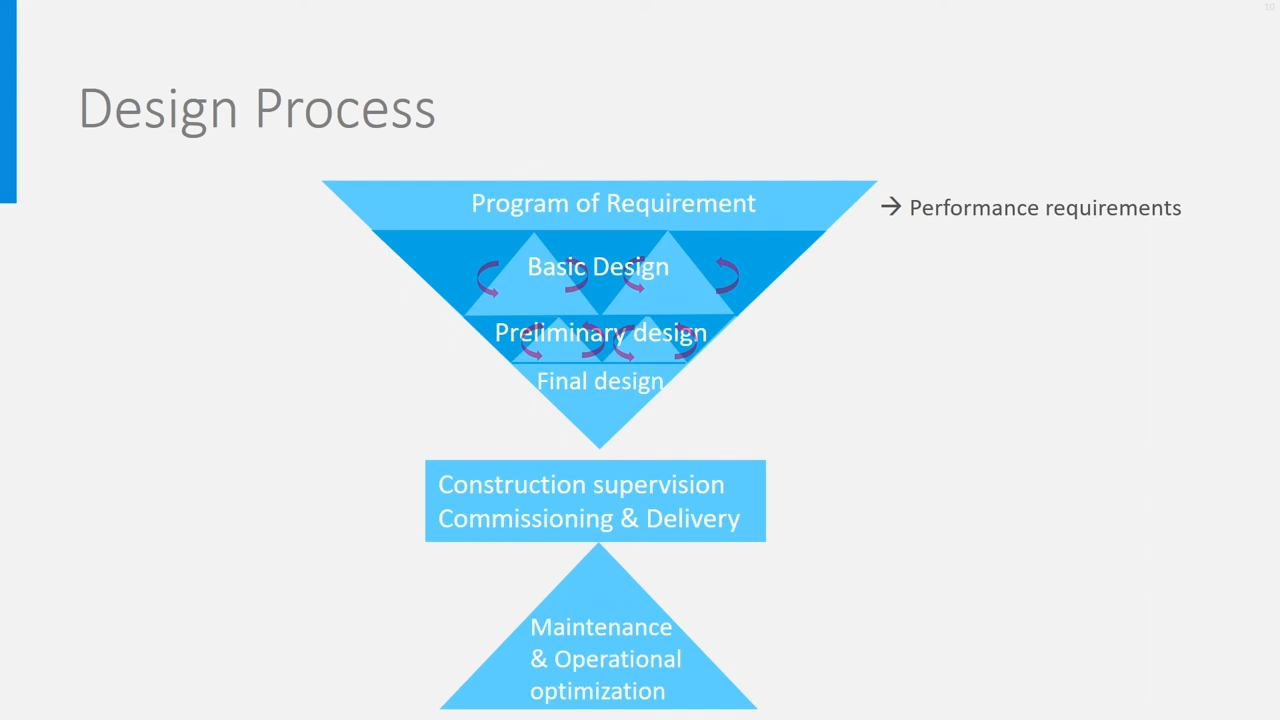 10
Design Process
Program of Requirement
→ Performance requirements
Basic Design
Preliminary design
Final design
Construction supervision
Commissioning & Delivery
Maintenance
& Operational
optimization